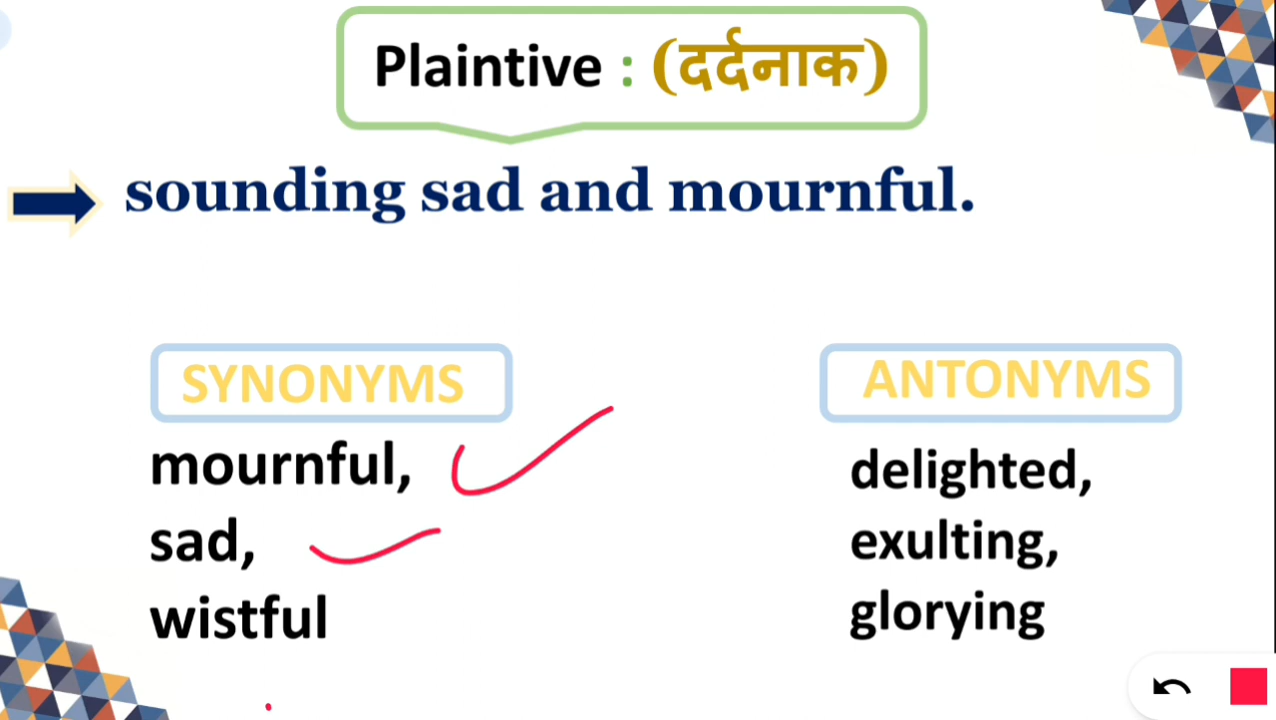 Plaintive : (दर्दनाक)
sounding sad and mournful.
SYNONYMS
mournful,
sad,
wistful
ANTONYMS
delighted,
exulting,
glorying